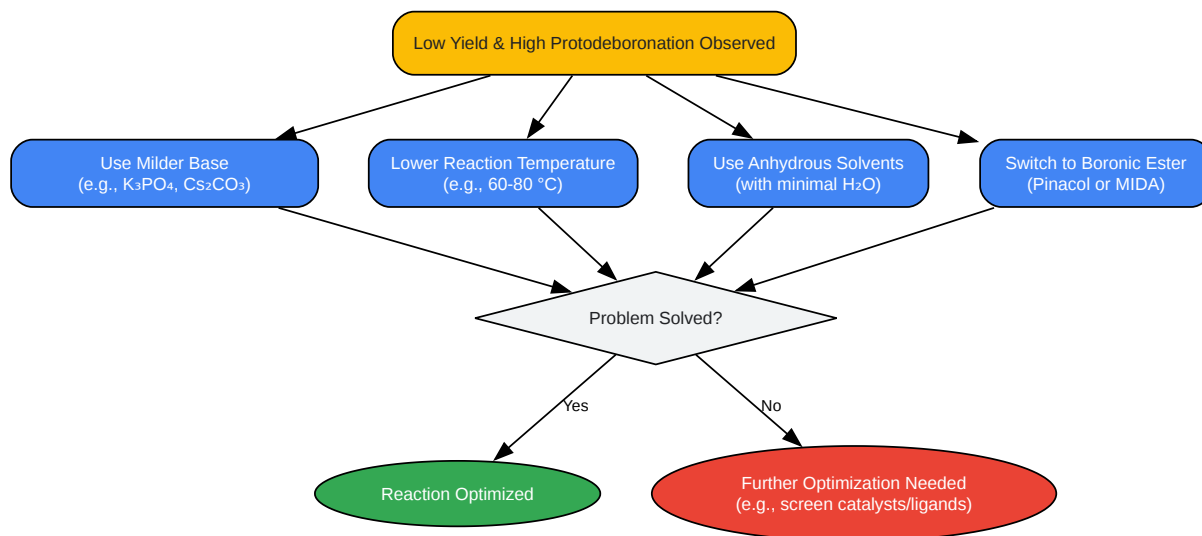 Low Yield & High Protodeboronation Observed
Use Milder Base
(e.g., K₃PO₄, Cs₂CO₃)
Lower Reaction Temperature
(e.g., 60-80 °C)
Use Anhydrous Solvents
(with minimal H₂O)
Switch to Boronic Ester
(Pinacol or MIDA)
Problem Solved?
Yes
No
Reaction Optimized
Further Optimization Needed
(e.g., screen catalysts/ligands)